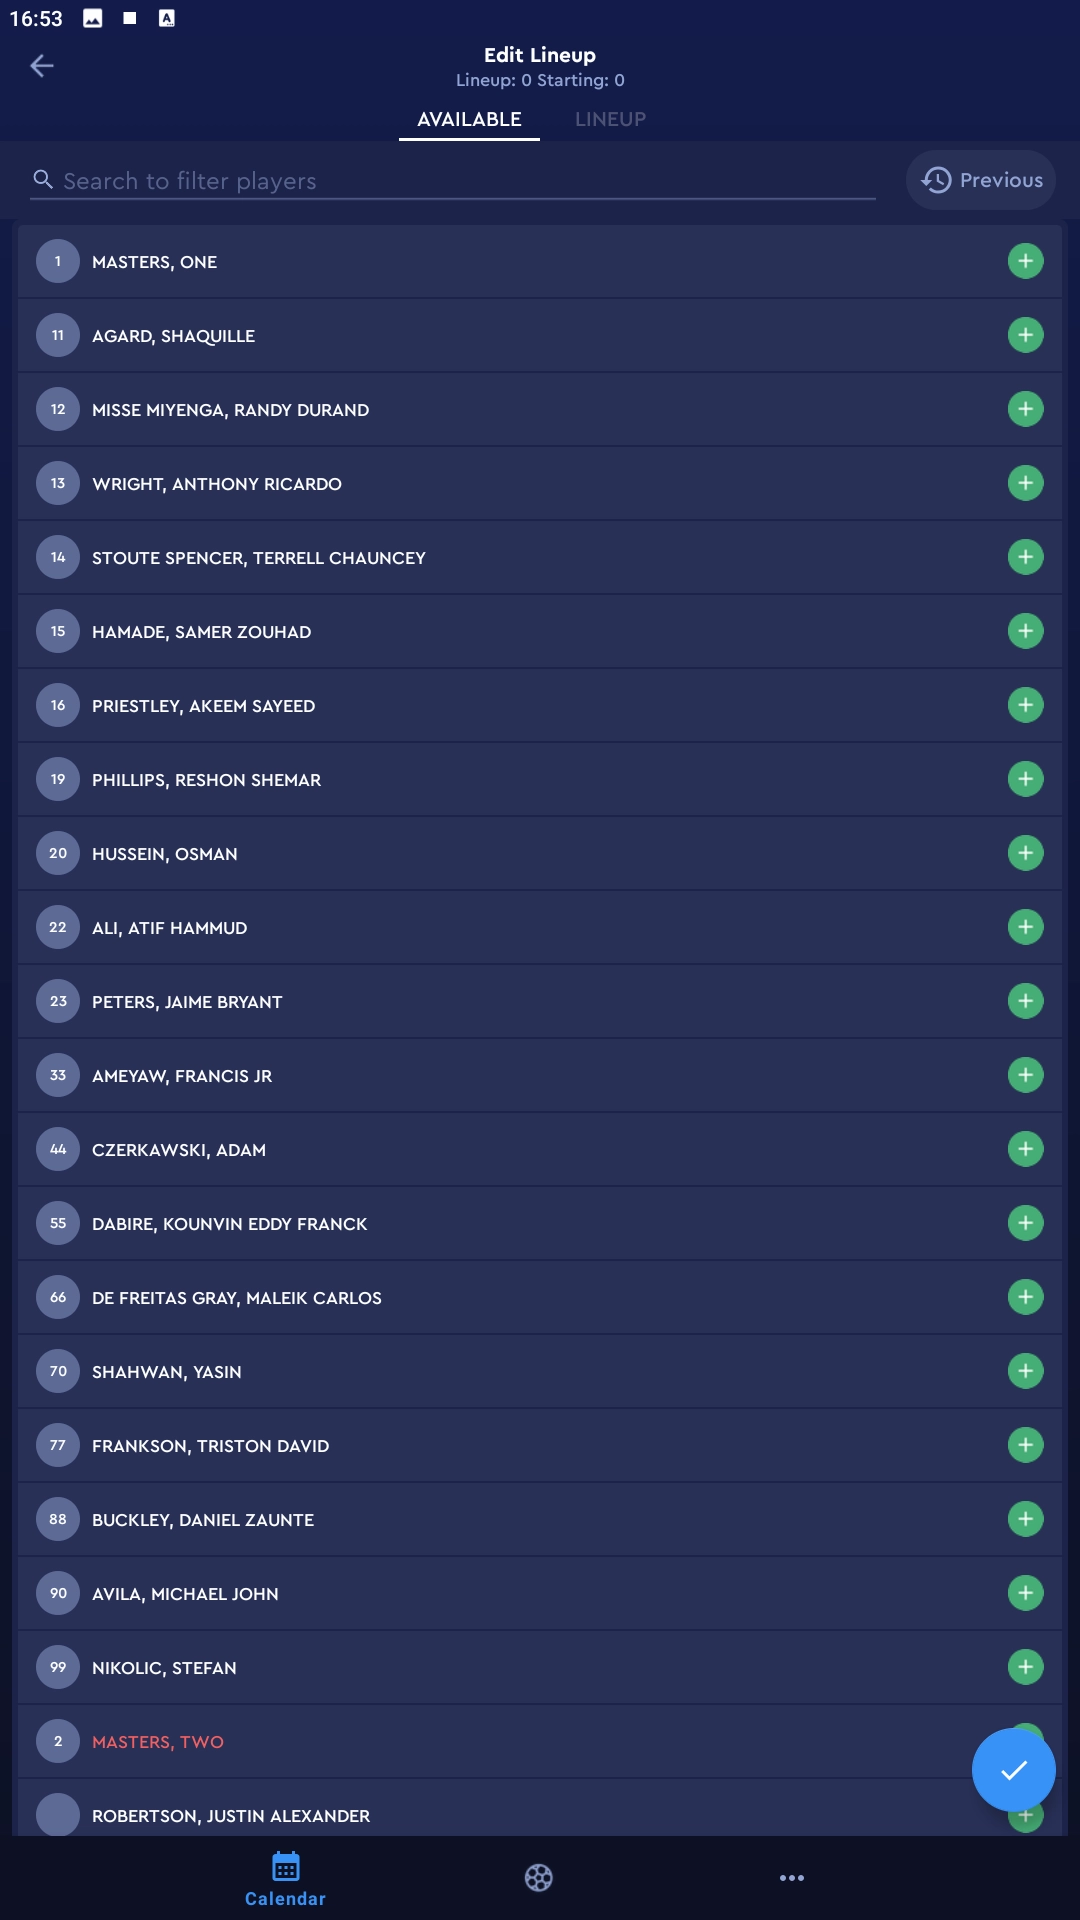 16:53
Edit Lineup
Lineup: 0 Starting: 0
AVAILABLE
LINEUP
Search to filter players
Previous
1 MASTERS, ONE
11 AGARD, SHAQUILLE
12 MISSE MIYENGA, RANDY DURAND
13 WRIGHT, ANTHONY RICARDO
14 STOUTE SPENCER, TERRELL CHAUNCEY
15 HAMADE, SAMER ZOUHAD
16 PRIESTLEY, AKEEM SAYEED
19 PHILLIPS, RESHON SHEMAR
20 HUSSEIN, OSMAN
22 ALI, ATIF HAMMUD
23 PETERS, JAIME BRYANT
33 AMEYAW, FRANCIS JR
44 CZERKAWSKI, ADAM
55 DABIRE, KOUNVIN EDDY FRANCK
66 DE FREITAS GRAY, MALEIK CARLOS
70 SHAHWAN, YASIN
77 FRANKSON, TRISTON DAVID
88 BUCKLEY, DANIEL ZAUNTE
90 AVILA, MICHAEL JOHN
99 NIKOLIC, STEFAN
2 MASTERS, TWO
ROBERTSON, JUSTIN ALEXANDER
Calendar